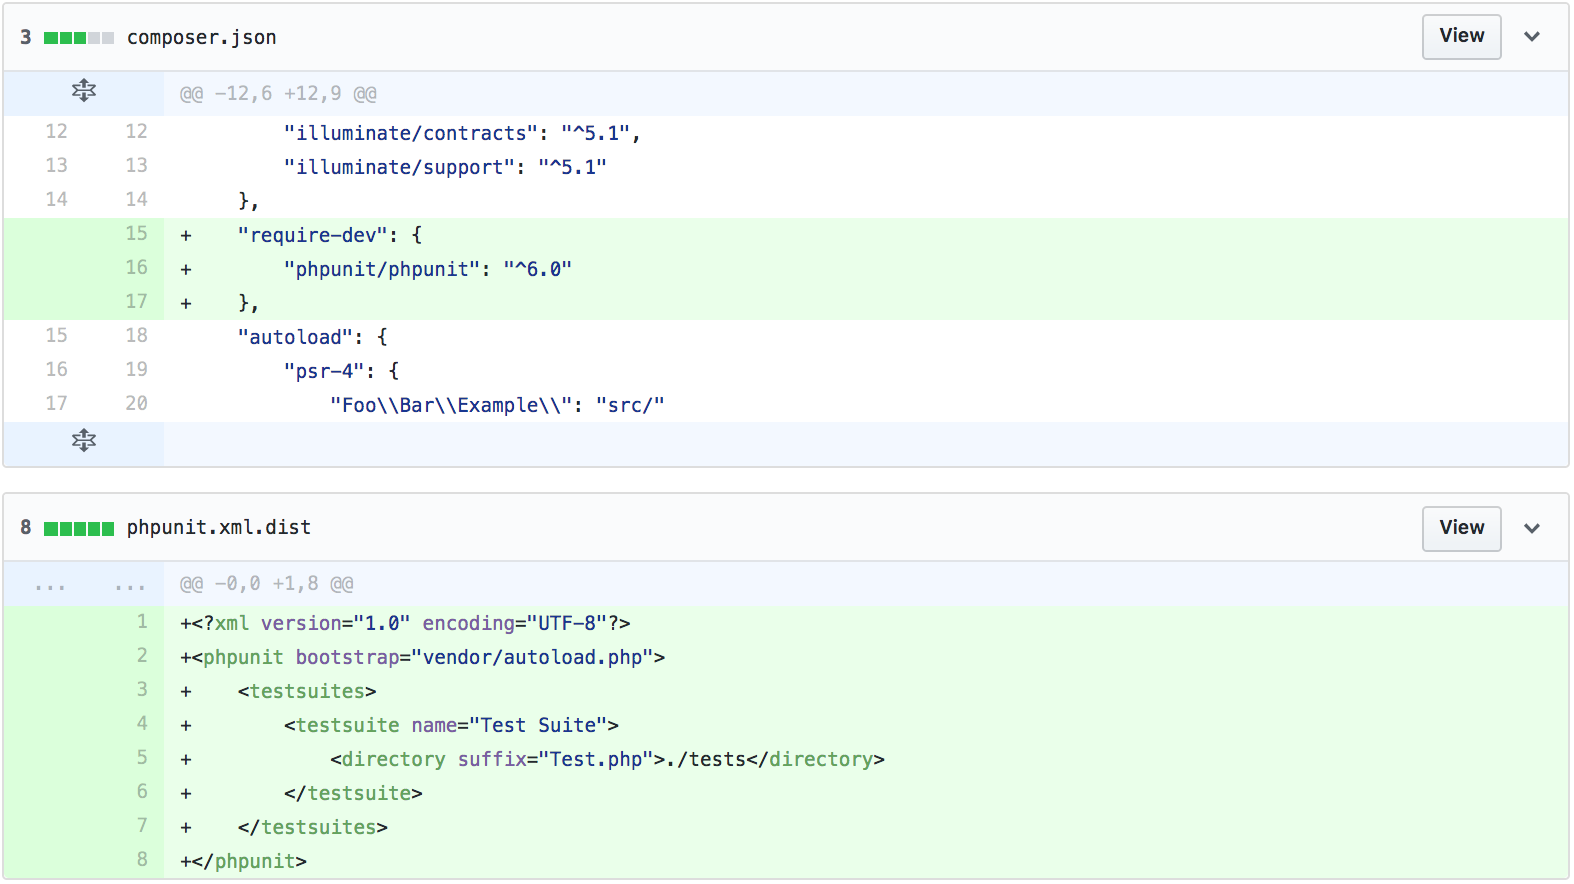 3 composer.json View
@@ -12,6 +12,9 @@
12 12         "illuminate/contracts": "^5.1",
13 13         "illuminate/support": "^5.1"
14 14     },
15 +    "require-dev": {
16 +        "phpunit/phpunit": "^6.0"
17 +    },
15 18     "autoload": {
16 19         "psr-4": {
17 20             "Foo\\Bar\\Example\\": "src/"
8 phpunit.xml.dist View
... ... @@ -0,0 +1,8 @@
1 +<?xml version="1.0" encoding="UTF-8"?>
2 +<phpunit bootstrap="vendor/autoload.php">
3 +    <testsuites>
4 +        <testsuite name="Test Suite">
5 +            <directory suffix="Test.php">./tests</directory>
6 +        </testsuite>
7 +    </testsuites>
8 +</phpunit>